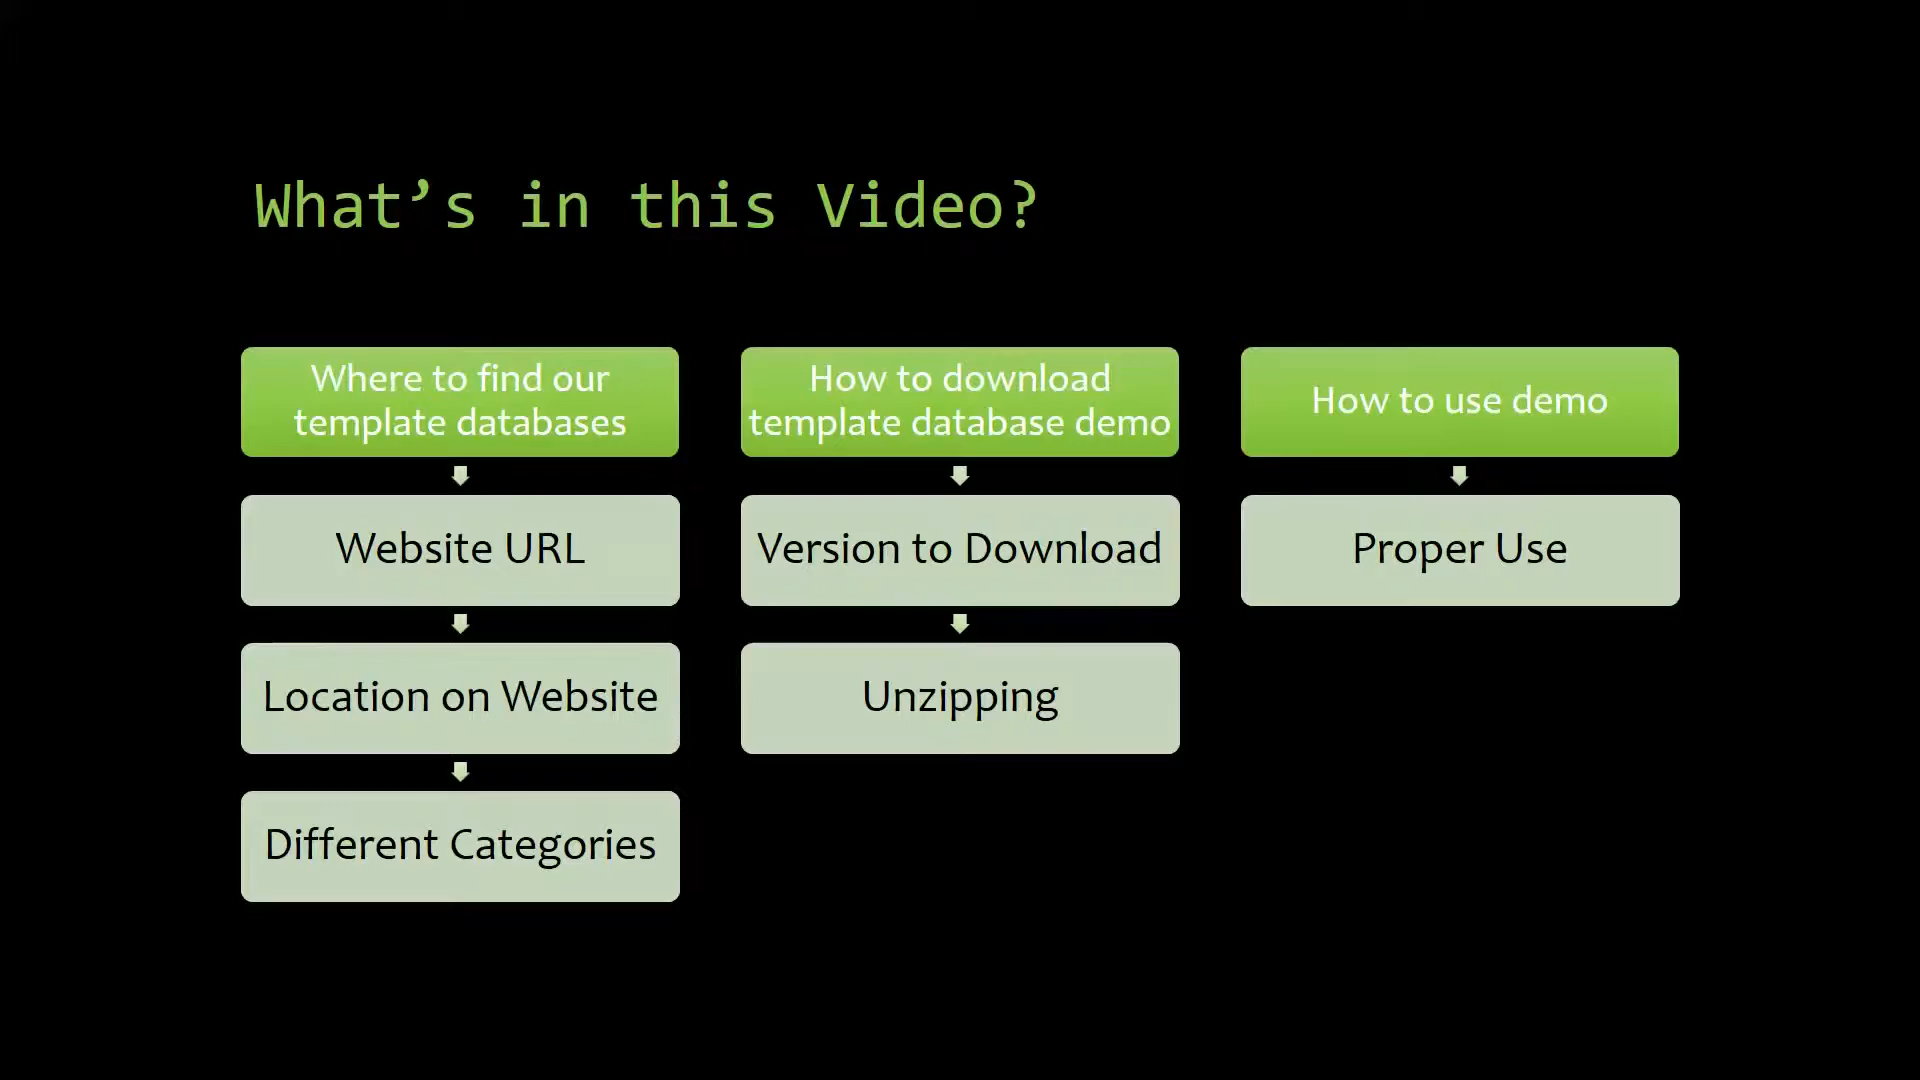 What’s in this Video?
Where to find our
template databases
Website URL
Location on Website
Different Categories
How to download
template database demo
Version to Download
Unzipping
How to use demo
Proper Use